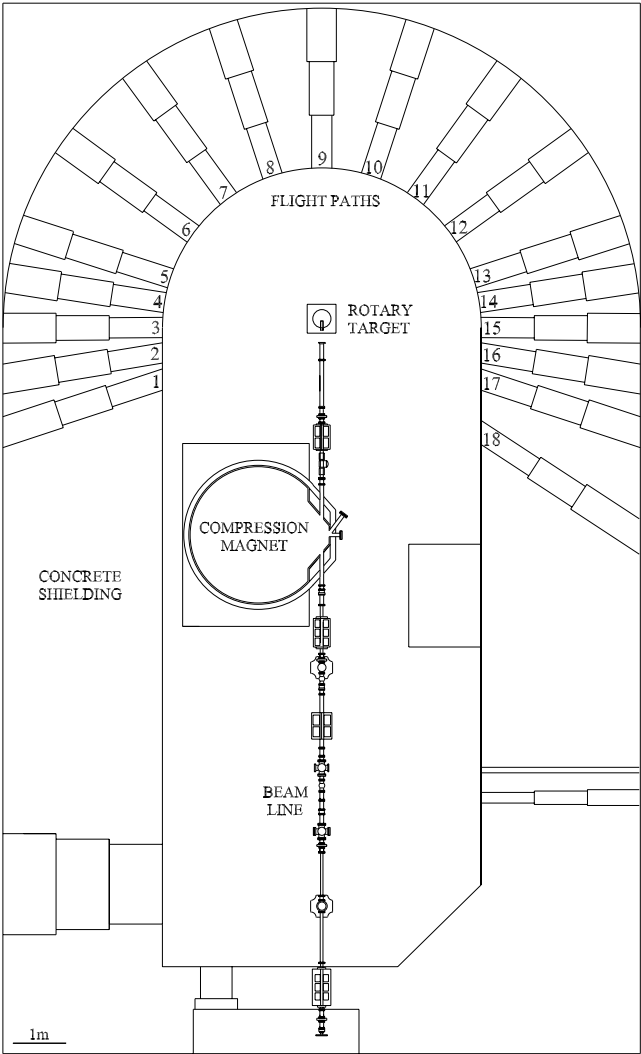 9
8
10
7
11
6
12
FLIGHT PATHS
5
13
4
14
ROTARY
TARGET
3
15
2
16
1
17
18
COMPRESSION
MAGNET
CONCRETE
SHIELDING
BEAM
LINE
1m